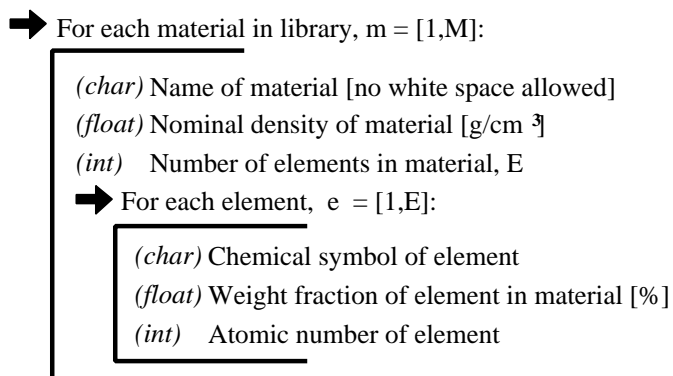 For each material in library, m = [1,M]:
(char) Name of material [no white space allowed]
(float) Nominal density of material [g/cm ³]
(int) Number of elements in material, E
For each element, e = [1,E]:
(char) Chemical symbol of element
(float) Weight fraction of element in material [%]
(int) Atomic number of element